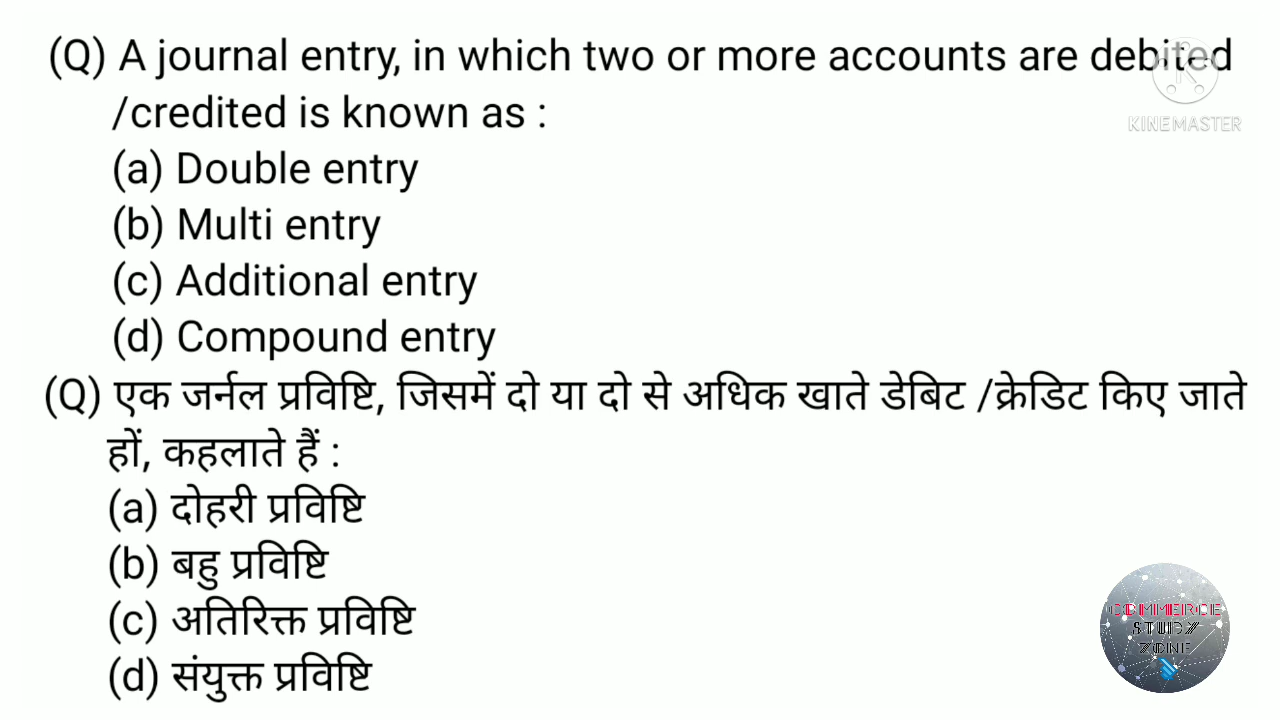 (Q) A journal entry, in which two or more accounts are debited
/credited is known as :
KINEMASTER
(a) Double entry
(b) Multi entry
(c) Additional entry
(d) Compound entry
(Q) एक जर्नल प्रविष्टि, जिसमें दो या दो से अधिक खाते डेबिट /क्रेडिट किए जाते
हों, कहलाते हैं :
(a) दोहरी प्रविष्टि
(b) बहु प्रविष्टि
(c) अतिरिक्त प्रविष्टि
(d) संयुक्त प्रविष्टि
COMMERCE
STUDY
ZONE